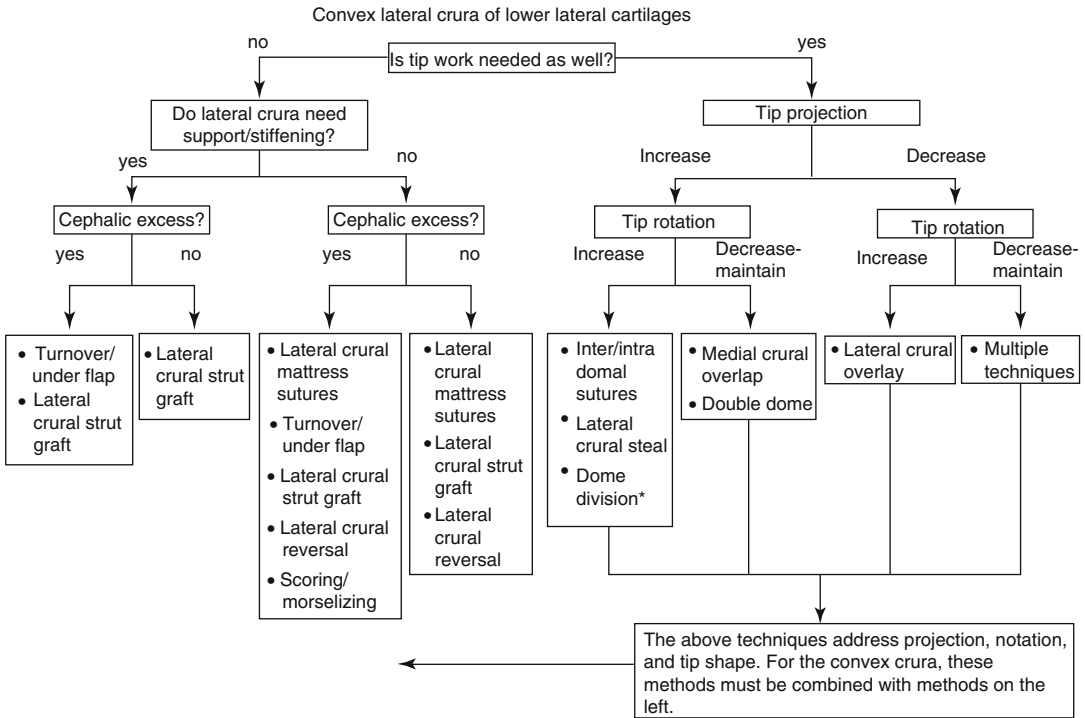 Convex lateral crura of lower lateral cartilages
no
yes
Is tip work needed as well?
Do lateral crura need
support/stiffening?
Tip projection
yes
no
Increase
Decrease
Cephalic excess?
Cephalic excess?
Tip rotation
Tip rotation
yes
no
yes
no
Increase
Decrease-
maintain
Increase
Decrease-
maintain
• Turnover/
under flap
• Lateral
crural strut
graft
• Lateral
crural strut
graft
• Lateral crural
mattress
sutures
• Turnover/
under flap
• Lateral crural
strut graft
• Lateral crural
reversal
• Scoring/
morselizing
• Lateral
crural
mattress
sutures
• Lateral
crural strut
graft
• Lateral
crural
reversal
• Inter/intra
domal
sutures
• Lateral
crural steal
• Dome
division*
• Medial crural
overlap
• Double dome
• Lateral crural
overlay
• Multiple
techniques
The above techniques address projection, notation,
and tip shape. For the convex crura, these
methods must be combined with methods on the
left.